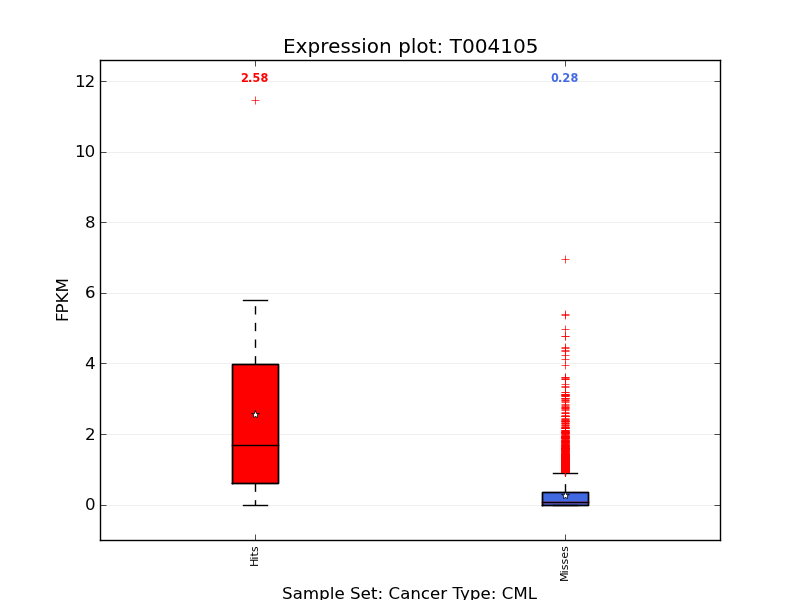 Expression plot: T004105
2.58
0.28
12
10
8
6
4
2
0
FPKM
Hits
Misses
Sample Set: Cancer Type: CML